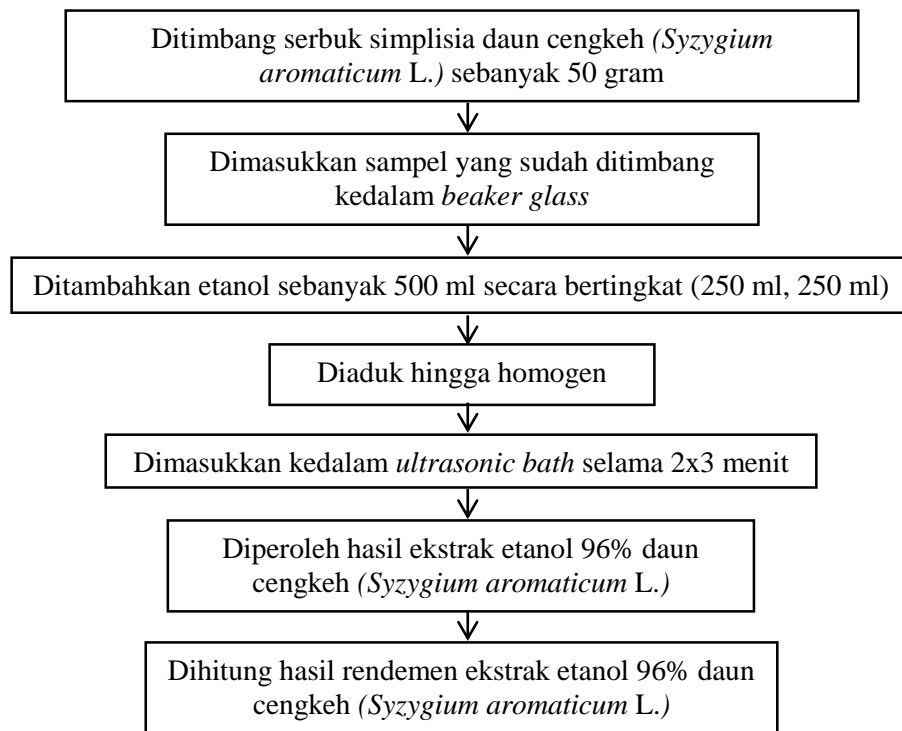 Ditimbang serbuk simplisia daun cengkeh (Syzygium
aromaticum L.) sebanyak 50 gram
Dimasukkan sampel yang sudah ditimbang
kedalam beaker glass
Ditambahkan etanol sebanyak 500 ml secara bertingkat (250 ml, 250 ml)
Diaduk hingga homogen
Dimasukkan kedalam ultrasonic bath selama 2x3 menit
Diperoleh hasil ekstrak etanol 96% daun
cengkeh (Syzygium aromaticum L.)
Dihitung hasil rendemen ekstrak etanol 96% daun
cengkeh (Syzygium aromaticum L.)